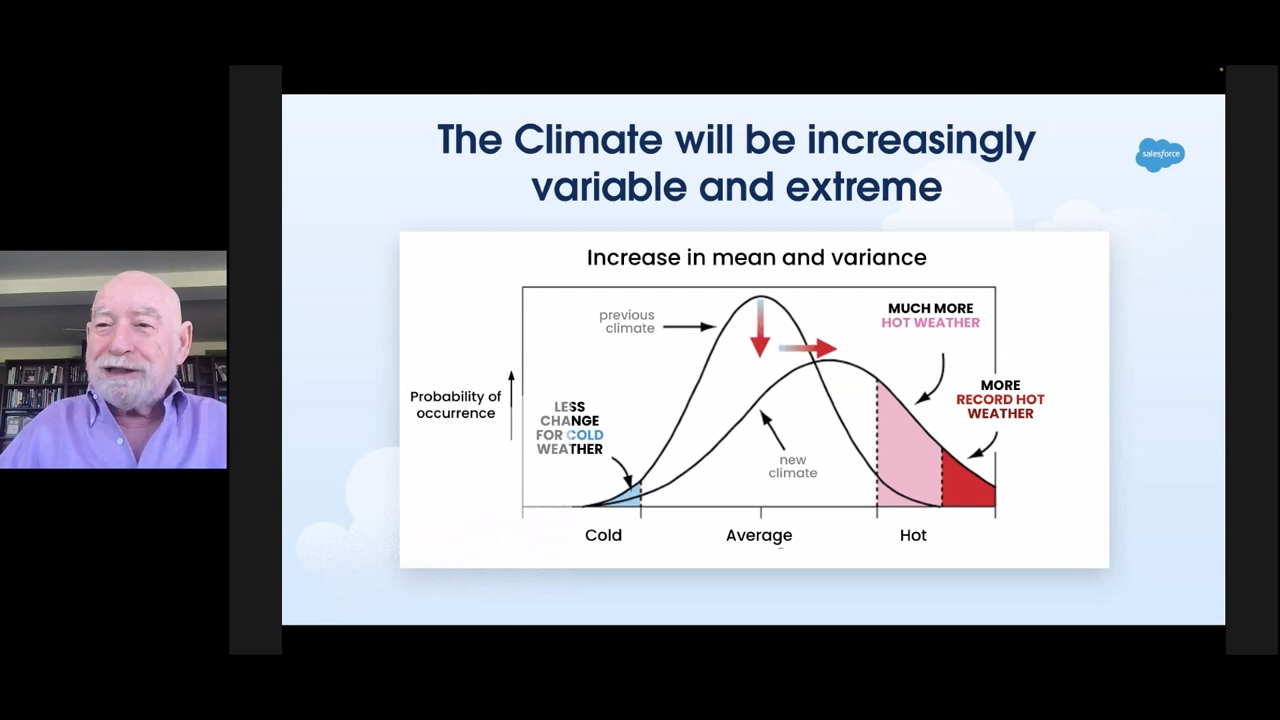 The Climate will be increasingly
variable and extreme
salesforce
Increase in mean and variance
previous
climate
MUCH MORE
HOT WEATHER
MORE
RECORD HOT
WEATHER
Probability of
occurrence
LESS
CHANGE
FOR COLD
WEATHER
new
climate
Cold
Average
Hot